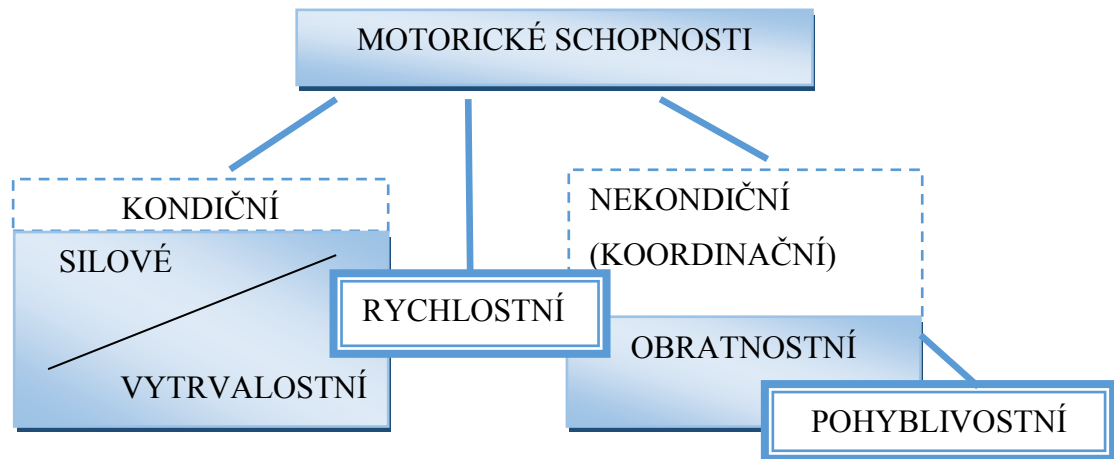 MOTORICKÉ SCHOPNOSTI
KONDIČNÍ
SILOVÉ
VYTRVALOSTNÍ
RYCHLOSTNÍ
NEKONDIČNÍ
(KOORDINAČNÍ)
OBRATNOSTNÍ
POHYBLIVOSTNÍ